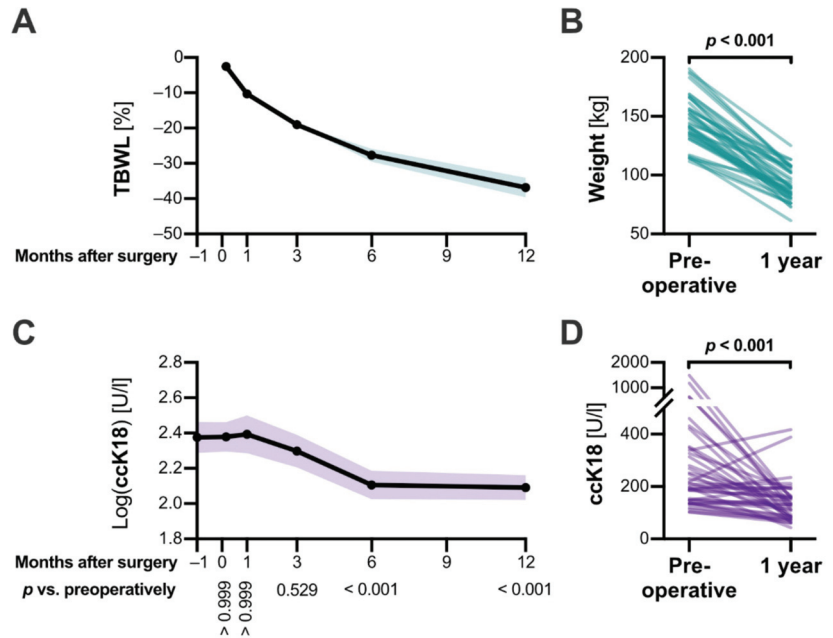 A
TBWL [%]
0
–10
–20
–30
–40
–50
Months after surgery –1 0 1 3 6 9 12
B
p < 0.001
Weight [kg]
200
150
100
50
Pre-
operative
1 year
C
Log(ccK18) [U/l]
2.8
2.6
2.4
2.2
2.0
1.8
Months after surgery –1 0 1 3 6 9 12
p vs. preoperatively > 0.999 > 0.999 0.529 < 0.001 < 0.001
D
p < 0.001
ccK18 [U/l]
2000
1000
400
200
0
Pre-
operative
1 year